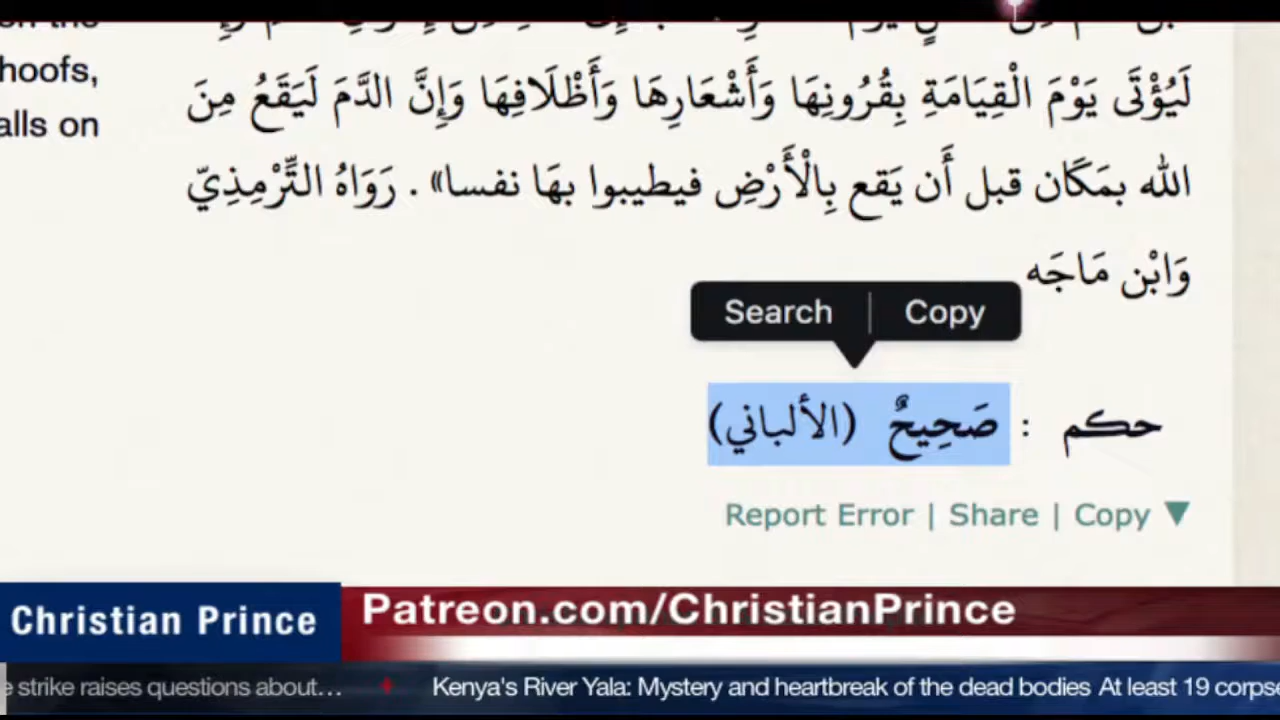 hoofs,
alls on
لَيُؤْتَى يَوْمَ الْقِيَامَةِ بِقُرُونِهَا وَأَشْعَارِهَا وَأَظْلَافِهَا وَإِنَّ الدَّمَ لَيَقَعُ مِنَ
الله بمَكَان قبل أَن يَقع بِالْأَرْضِ فيطيبوا بهَا نفسا» . رَوَاهُ التِّرْمِذِيّ
وَابْن مَاجَه
Search | Copy
حكم : صَحِيحٌ (الألباني)
Report Error | Share | Copy ▼
Christian Prince
Patreon.com/ChristianPrince
e strike raises questions about… Kenya's River Yala: Mystery and heartbreak of the dead bodies At least 19 corpse